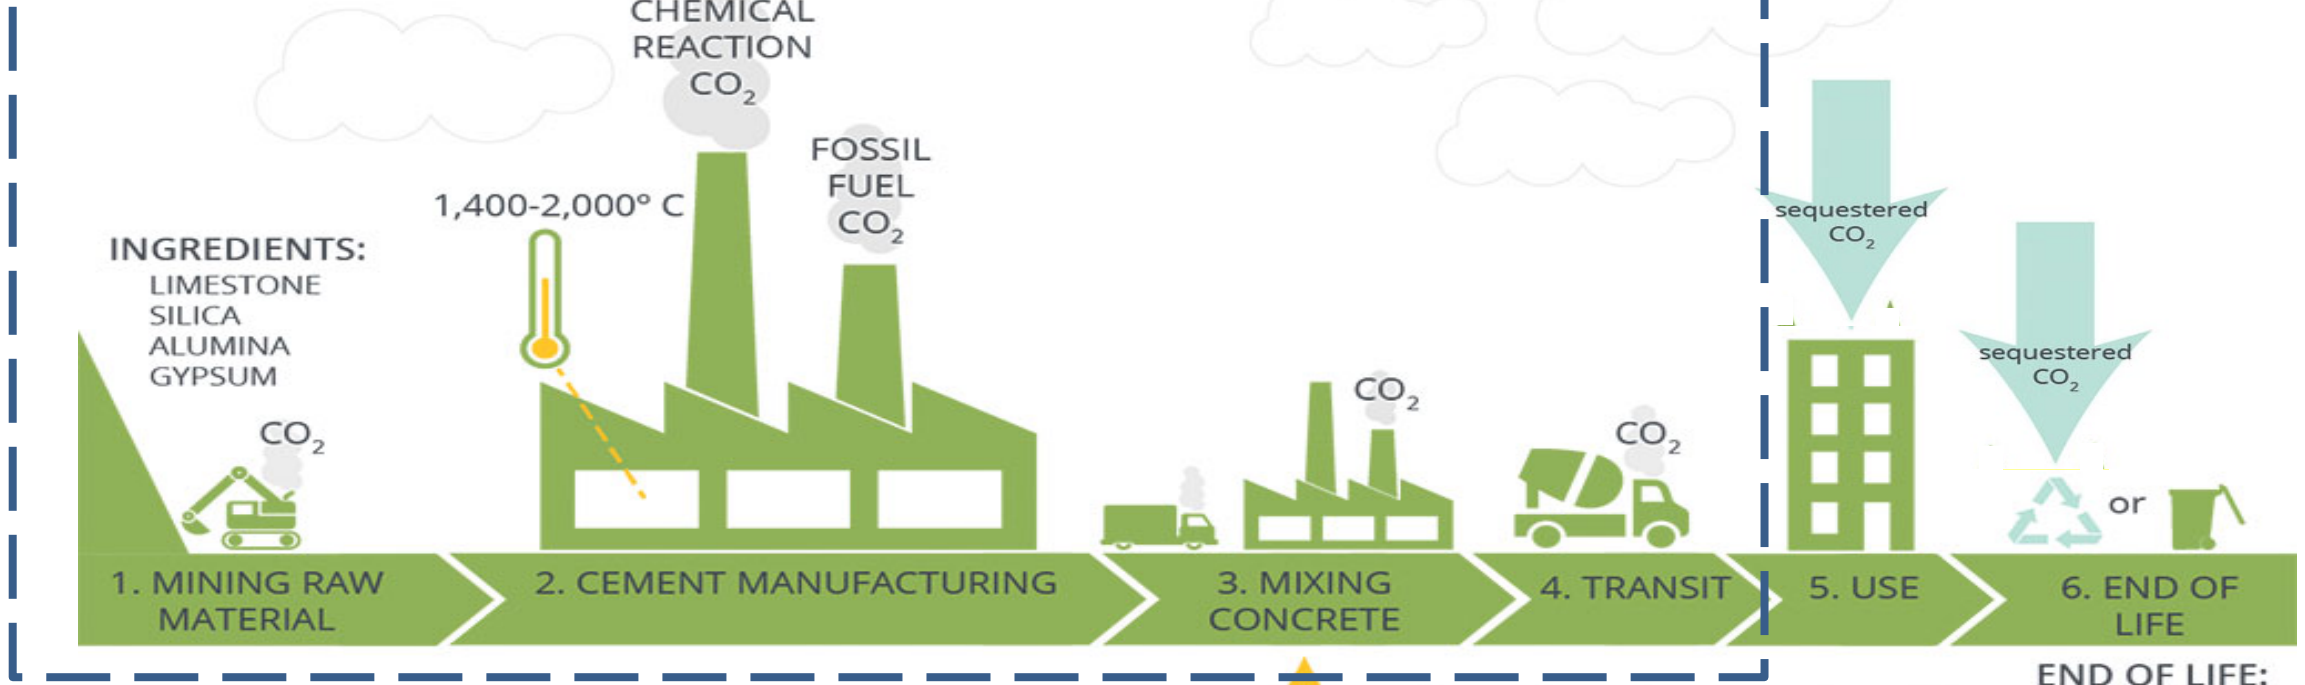 CHEMICAL
REACTION
CO₂
FOSSIL
FUEL
CO₂
1,400-2,000° C
INGREDIENTS:
LIMESTONE
SILICA
ALUMINA
GYPSUM
CO₂
CO₂
CO₂
sequestered
CO₂
sequestered
CO₂
or
1. MINING RAW
MATERIAL
2. CEMENT MANUFACTURING
3. MIXING
CONCRETE
4. TRANSIT
5. USE
6. END OF
LIFE
END OF LIFE: